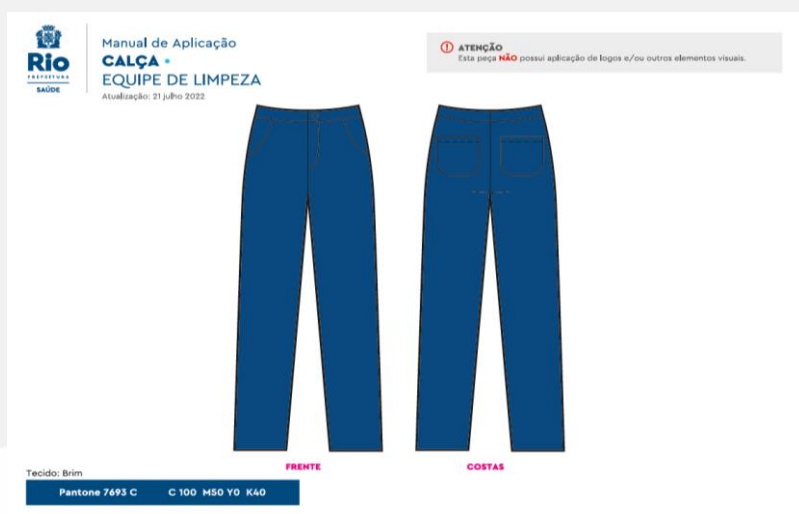 Rio
PREFEITURA
SAÚDE
Manual de Aplicação
CALÇA
EQUIPE DE LIMPEZA
Atualização: 21 julho 2022
ATENÇÃO
Esta peça NÃO possui aplicação de logos e/ou outros elementos visuais.
FRENTE
COSTAS
Tecido: Brim
Pantone 7693 C C 100 M50 Y0 K40